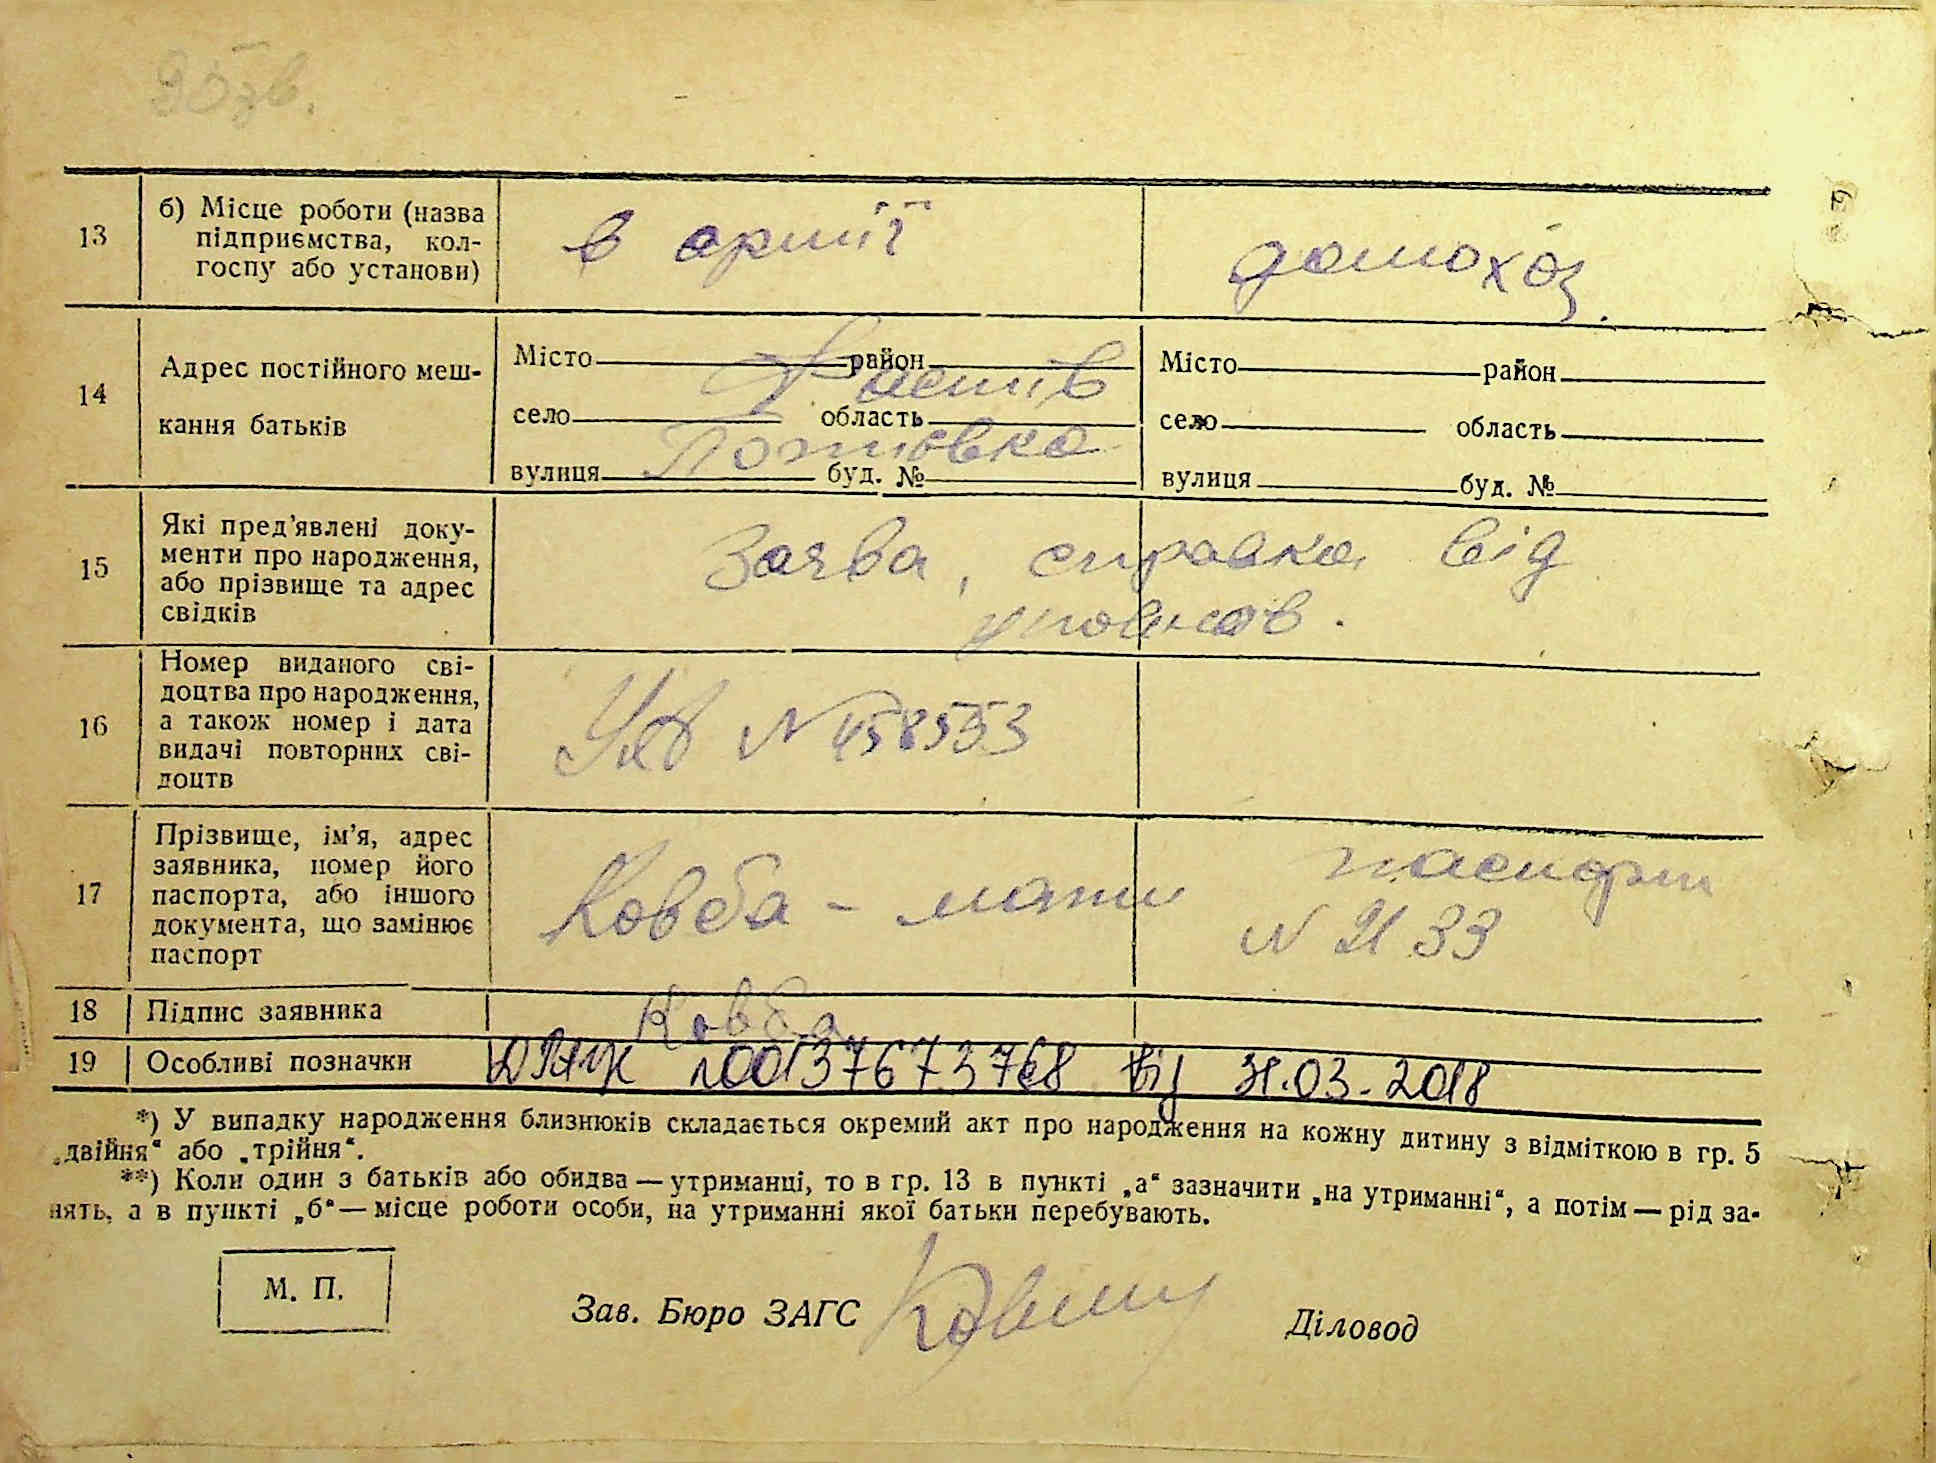 13
б) Місце роботи (назва
підприємства, кол-
госпу або установи)
в армії
домохоз.
14
Адрес постійного меш-
кання батьків
Місто район
Фастів
село область
Потіовка
вулиця буд. №
Місто район
село область
вулиця буд. №
15
Які пред'явлені доку-
менти про народження,
або прізвище та адрес
свідків
Заява, справка від
уповнов.
16
Номер виданого сві-
доцтва про народження,
а також номер і дата
видачі повторних сві-
доцтв
№ 458553
17
Прізвище, ім'я, адрес
заявника, номер його
паспорта, або іншого
документа, що замінює
паспорт
Ковба - мати
паспорт
N 2133
18
Підпис заявника
Ковба
19
Особливі позначки
000137673768 від 31.03.2018
*) У випадку народження близнюків складається окремий акт про народження на кожну дитину з відміткою в гр. 5
„двійня“ або „трійня“.
**) Коли один з батьків або обидва — утриманці, то в гр. 13 в пункті „а“ зазначити „на утриманні“, а потім — рід за-
нять, а в пункті „б“ — місце роботи особи, на утриманні якої батьки перебувають.
М. П.
Зав. Бюро ЗАГС
Діловод